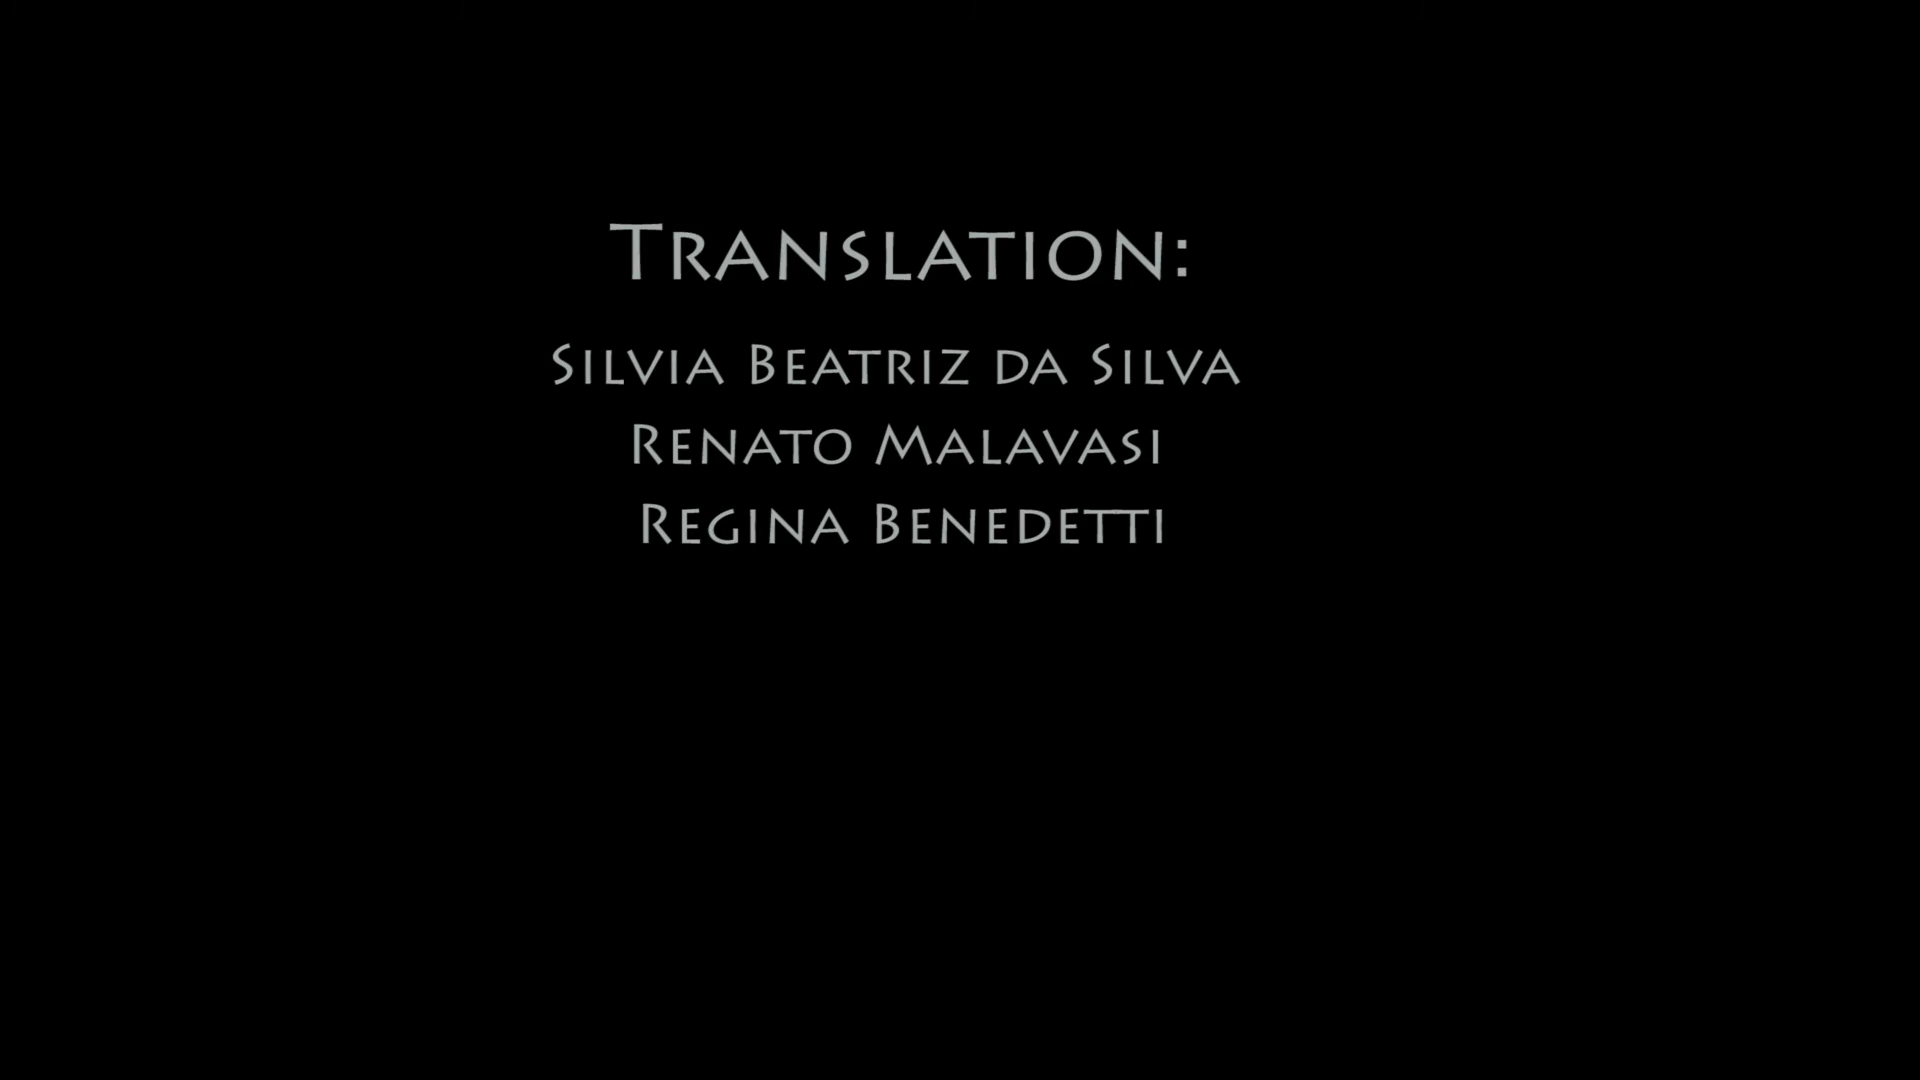 Translation:
Silvia Beatriz da Silva
Renato Malavasi
Regina Benedetti